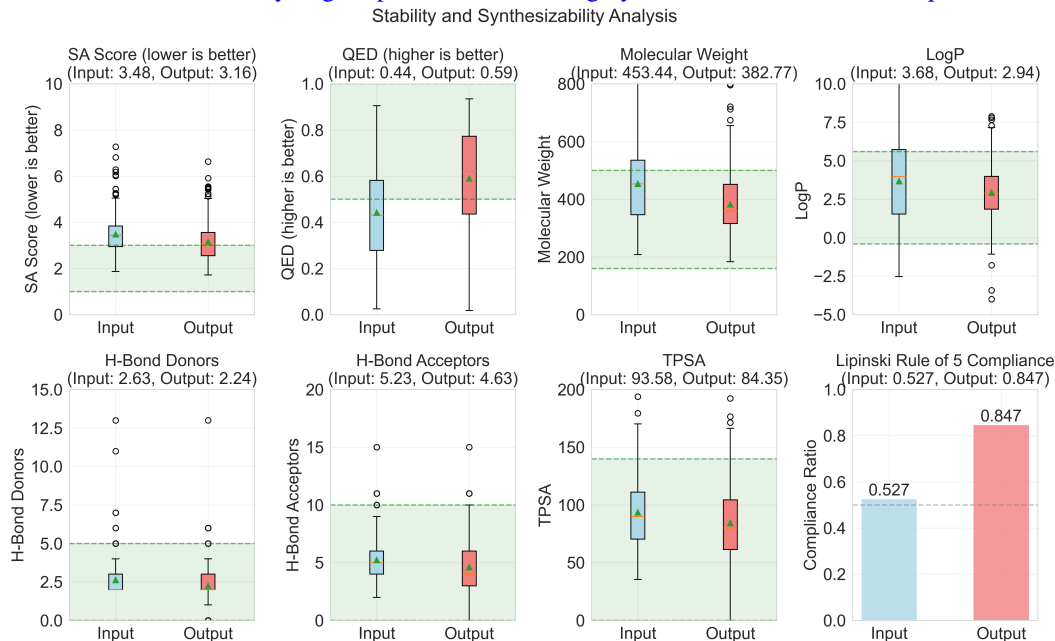 Stability and Synthesizability Analysis
SA Score (lower is better)
(Input: 3.48, Output: 3.16)
10
8
6
4
2
0
SA Score (lower is better)
Input
Output
QED (higher is better)
(Input: 0.44, Output: 0.59)
1.0
0.8
0.6
0.4
0.2
0.0
QED (higher is better)
Input
Output
Molecular Weight
(Input: 453.44, Output: 382.77)
800
600
400
200
0
Molecular Weight
Input
Output
LogP
(Input: 3.68, Output: 2.94)
10.0
7.5
5.0
2.5
0.0
−2.5
−5.0
LogP
Input
Output
H-Bond Donors
(Input: 2.63, Output: 2.24)
15.0
12.5
10.0
7.5
5.0
2.5
0.0
H-Bond Donors
Input
Output
H-Bond Acceptors
(Input: 5.23, Output: 4.63)
20
15
10
5
0
H-Bond Acceptors
Input
Output
TPSA
(Input: 93.58, Output: 84.35)
200
150
100
50
0
TPSA
Input
Output
Lipinski Rule of 5 Compliance
(Input: 0.527, Output: 0.847)
1.0
0.8
0.6
0.4
0.2
0.0
Compliance Ratio
0.527
0.847
Input
Output